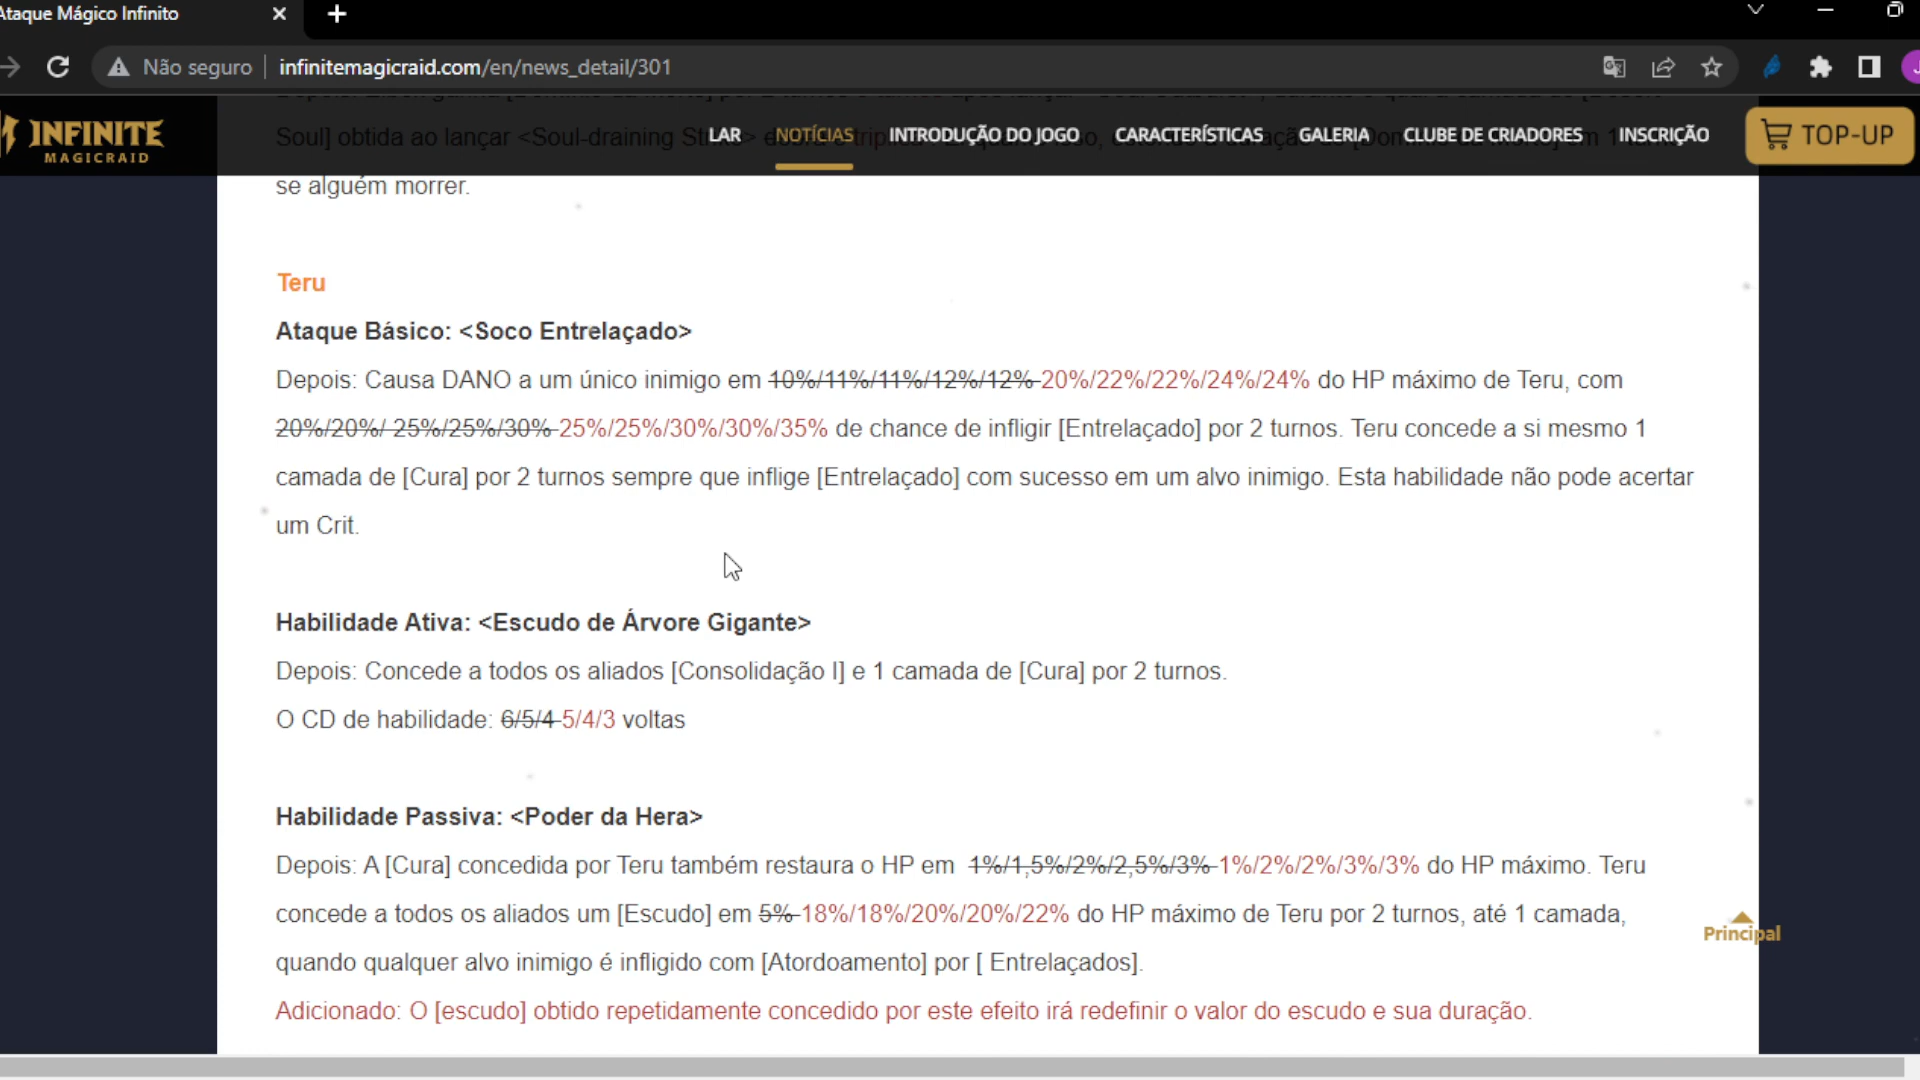 Ataque Mágico Infinito
Não seguro
infinitemagicraid.com/en/news_detail/301
INFINITE
MAGICRAID
LAR
NOTÍCIAS
INTRODUÇÃO DO JOGO
CARACTERÍSTICAS
GALERIA
CLUBE DE CRIADORES
INSCRIÇÃO
TOP-UP
Soul] obtida ao lançar <Soul-draining
se alguém morrer.
Teru
Ataque Básico: <Soco Entrelaçado>
Depois: Causa DANO a um único inimigo em 10%/11%/11%/12%/12% 20%/22%/22%/24%/24% do HP máximo de Teru, com
20%/20%/ 25%/25%/30% 25%/25%/30%/30%/35% de chance de infligir [Entrelaçado] por 2 turnos. Teru concede a si mesmo 1
camada de [Cura] por 2 turnos sempre que inflige [Entrelaçado] com sucesso em um alvo inimigo. Esta habilidade não pode acertar
um Crit.
Habilidade Ativa: <Escudo de Árvore Gigante>
Depois: Concede a todos os aliados [Consolidação I] e 1 camada de [Cura] por 2 turnos.
O CD de habilidade: 6/5/4 5/4/3 voltas
Habilidade Passiva: <Poder da Hera>
Depois: A [Cura] concedida por Teru também restaura o HP em 1%/1,5%/2%/2,5%/3% 1%/2%/2%/3%/3% do HP máximo. Teru
concede a todos os aliados um [Escudo] em 5% 18%/18%/20%/20%/22% do HP máximo de Teru por 2 turnos, até 1 camada,
Principal
quando qualquer alvo inimigo é infligido com [Atordoamento] por [ Entrelaçados].
Adicionado: O [escudo] obtido repetidamente concedido por este efeito irá redefinir o valor do escudo e sua duração.